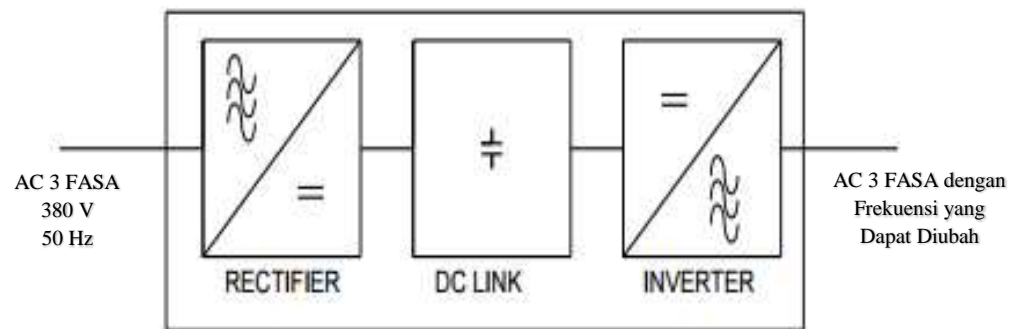 AC 3 FASA
380 V
50 Hz
RECTIFIER
DC LINK
INVERTER
AC 3 FASA dengan
Frekuensi yang
Dapat Diubah